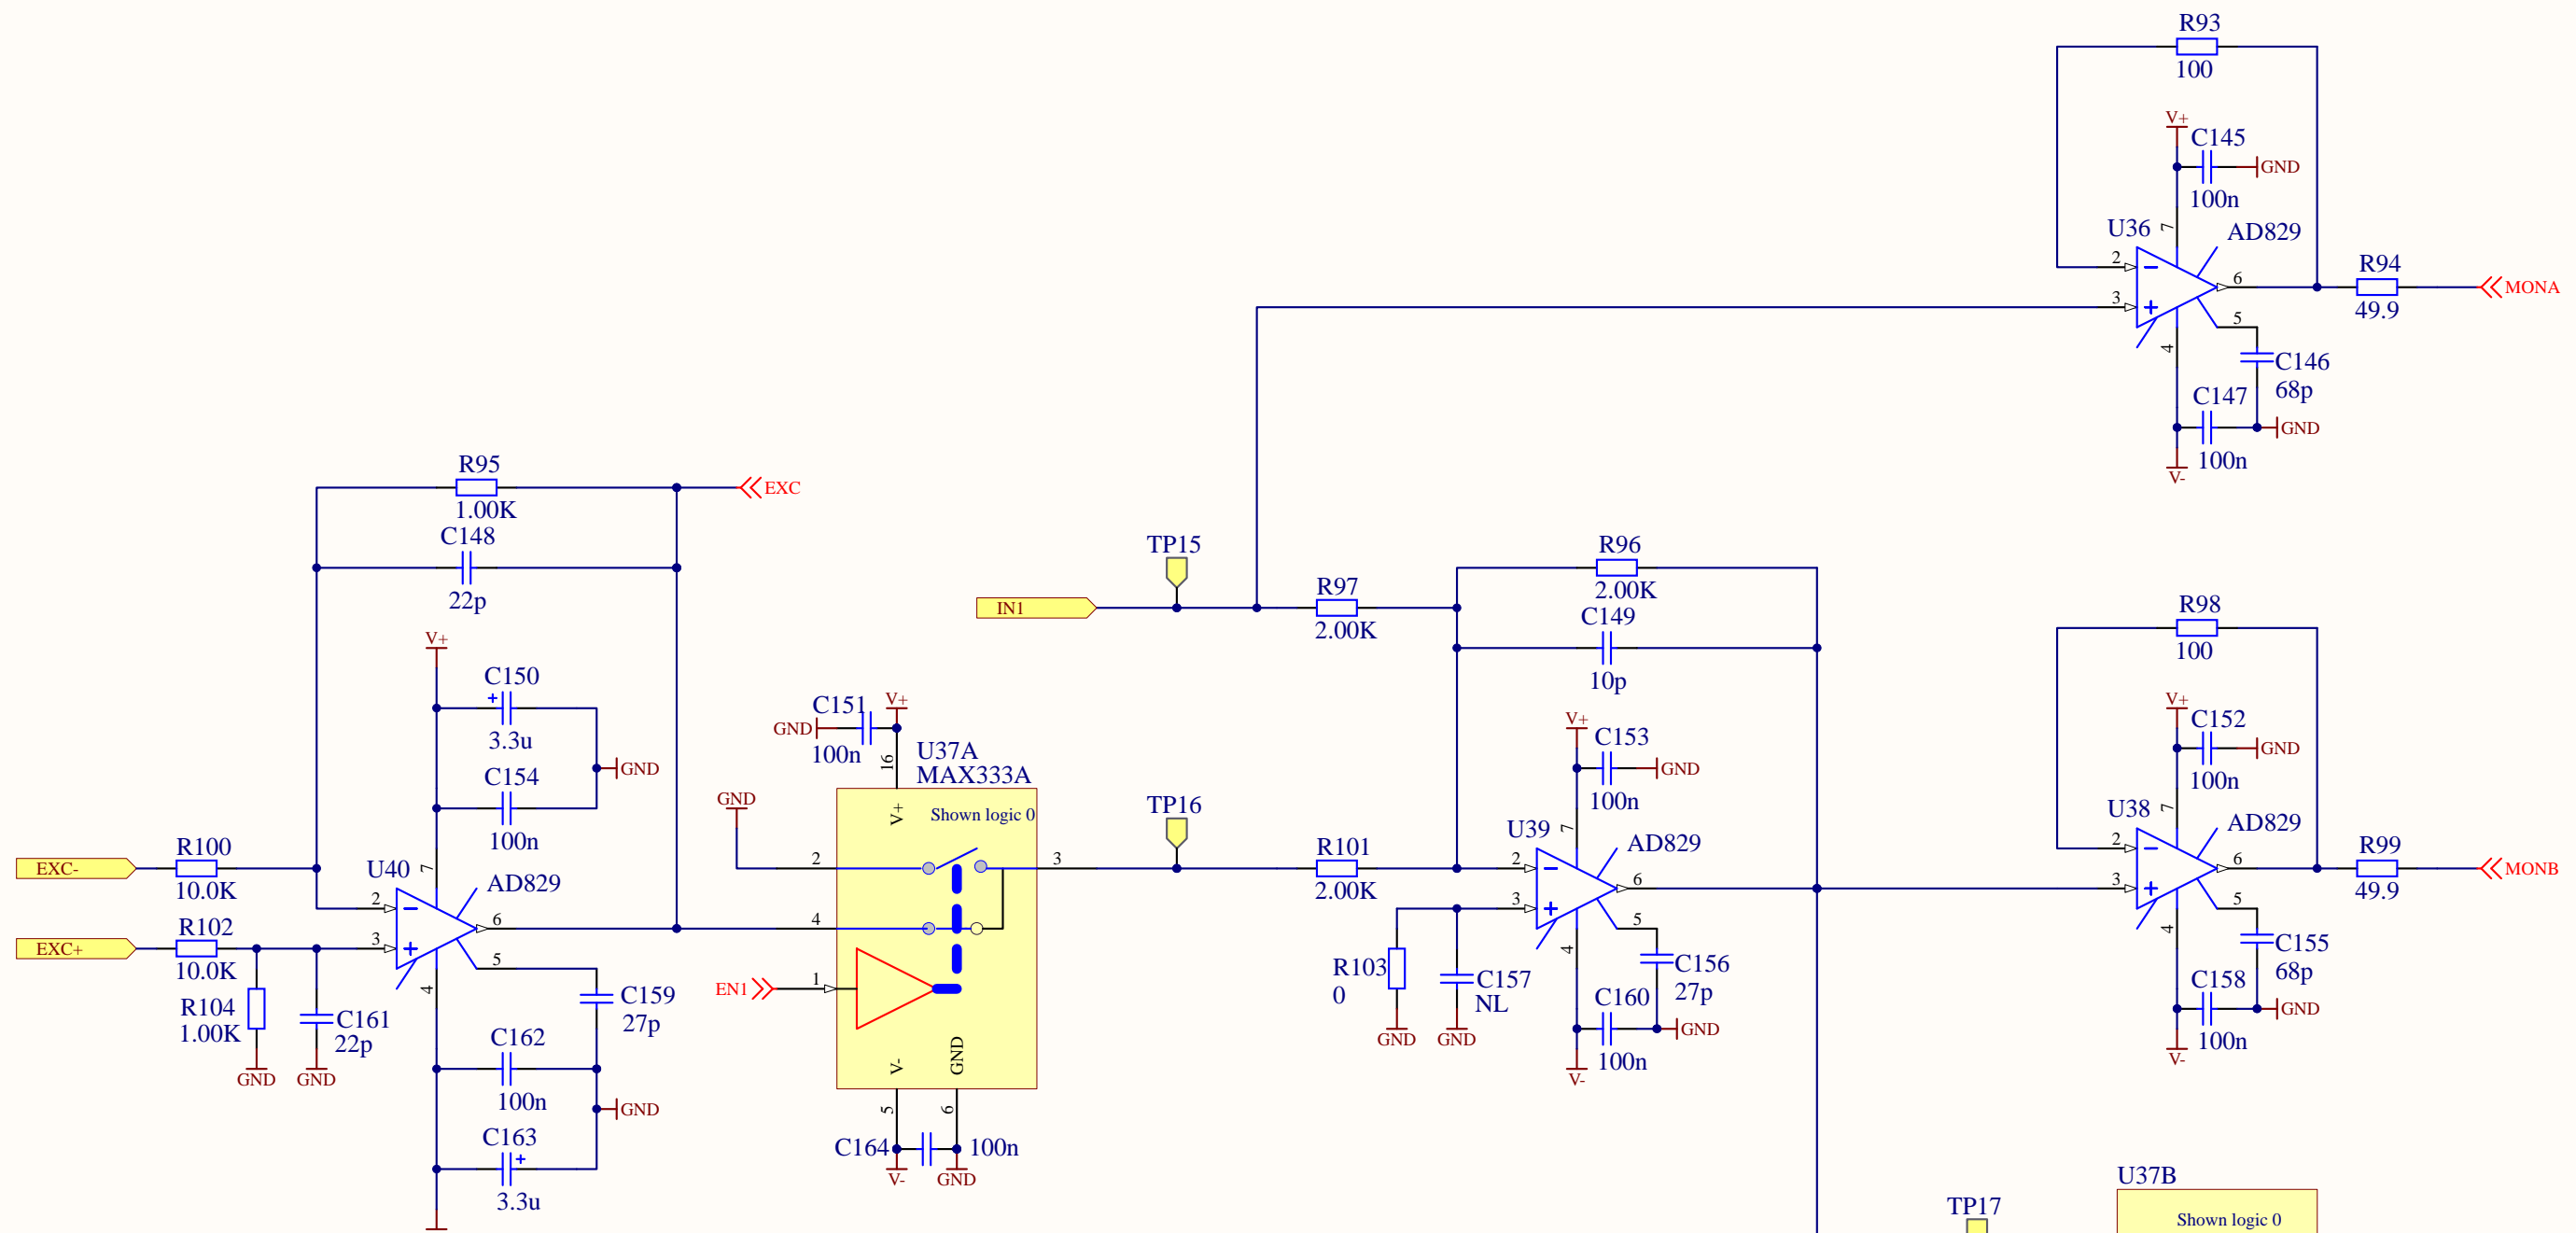 R93
100
V+
C145
GND
100n
U36
AD829
7
2
3
6
5
4
R94
49.9
MONA
C146
68p
C147
GND
100n
V-
R95
1.00K
EXC
C148
22p
TP15
IN1
R97
2.00K
R96
2.00K
C149
10p
R98
100
V+
C150
3.3u
GND
C154
100n
R100
EXC-
10.0K
R102
EXC+
10.0K
U40
AD829
7
2
3
6
5
4
R104
1.00K
GND
C161
22p
GND
C159
27p
C162
100n
GND
C163
3.3u
C151
V+
GND
100n
16
U37A
MAX333A
V+
Shown logic 0
GND
2
3
4
EN1
1
V-
GND
5
6
C164
100n
V-
GND
TP16
R101
2.00K
V+
C153
GND
100n
U39
AD829
7
2
3
6
5
4
R103
0
GND
C157
NL
GND
C156
27p
C160
GND
100n
V-
V+
C152
GND
100n
U38
AD829
7
2
3
6
5
4
R99
49.9
MONB
C155
68p
C158
GND
100n
V-
TP17
U37B
Shown logic 0